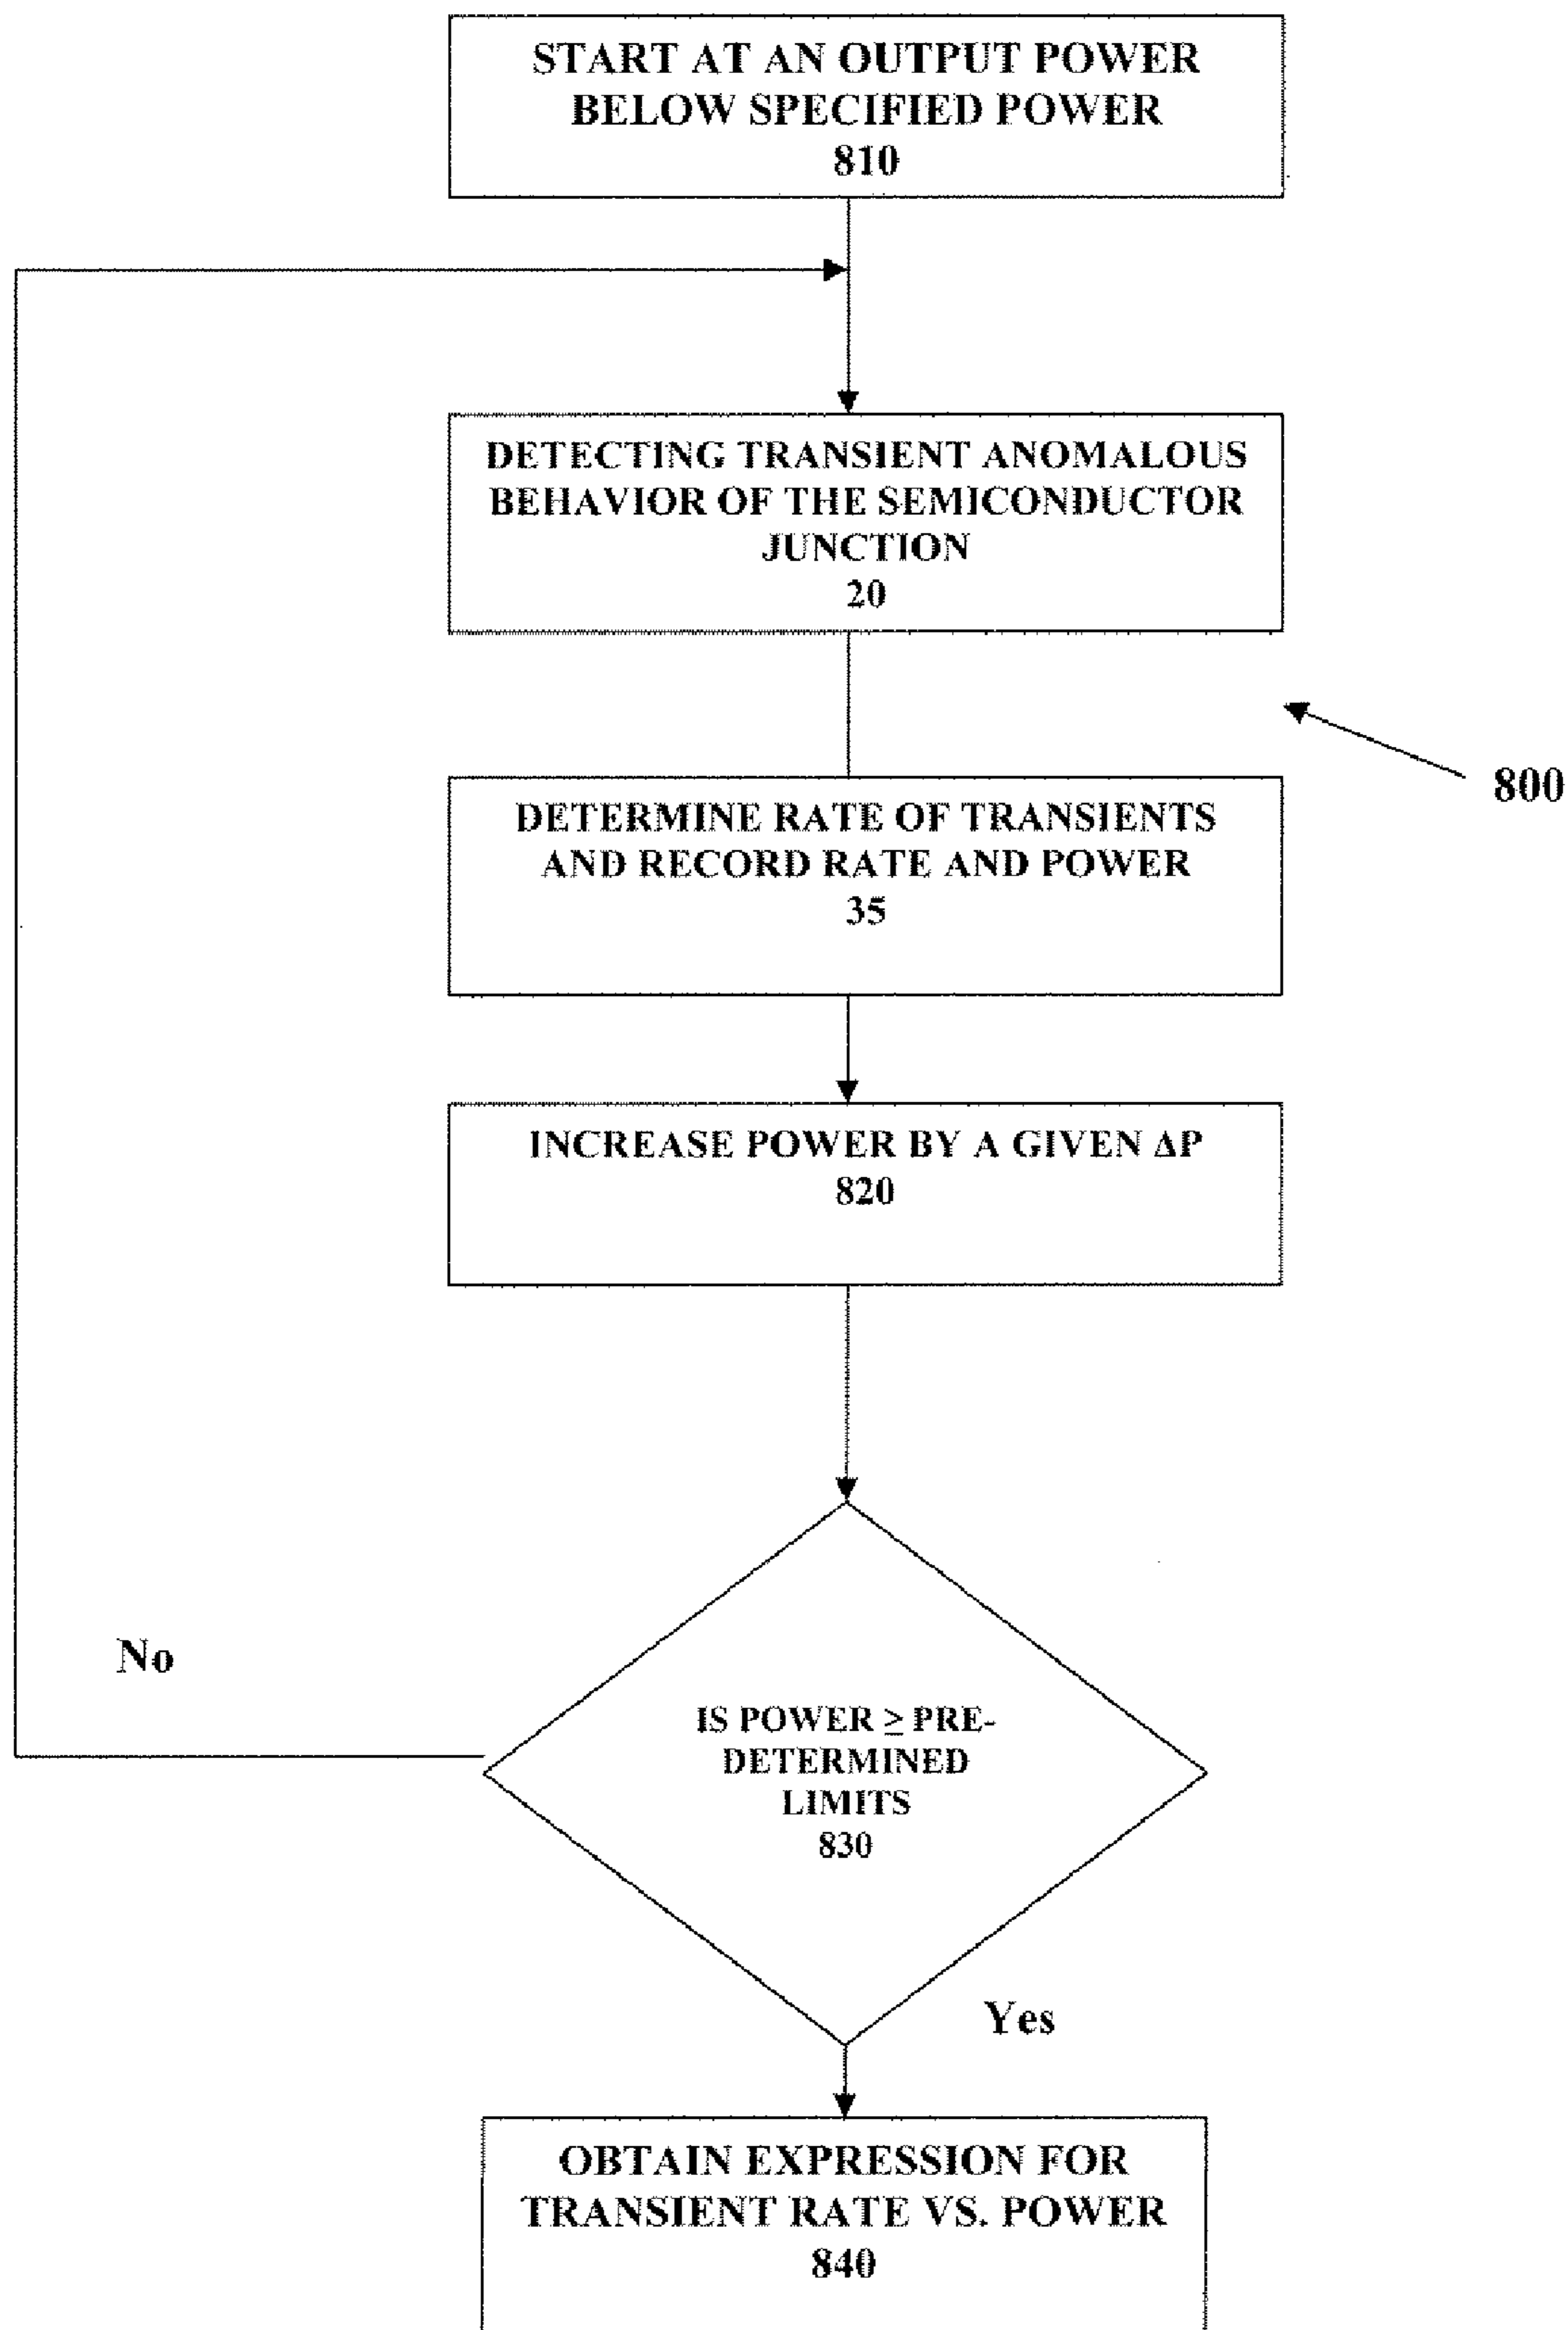 START AT AN OUTPUT POWER
BELOW SPECIFIED POWER
810
DETECTING TRANSIENT ANOMALOUS
BEHAVIOR OF THE SEMICONDUCTOR
JUNCTION
20
800
DETERMINE RATE OF TRANSIENTS
AND RECORD RATE AND POWER
35
INCREASE POWER BY A GIVEN ΔP
820
No
IS POWER ≥ PRE-
DETERMINED
LIMITS
830
Yes
OBTAIN EXPRESSION FOR
TRANSIENT RATE VS. POWER
840